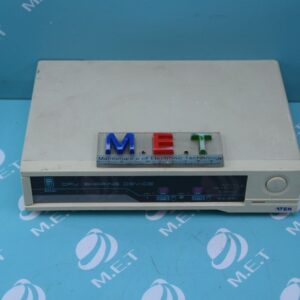 M.E.T
Maintenance of Electronic Technology
CPU SHARING DEVICE
ATEN
M.E.T
M.E.T
M.E.T
M.E.T
M.E.T